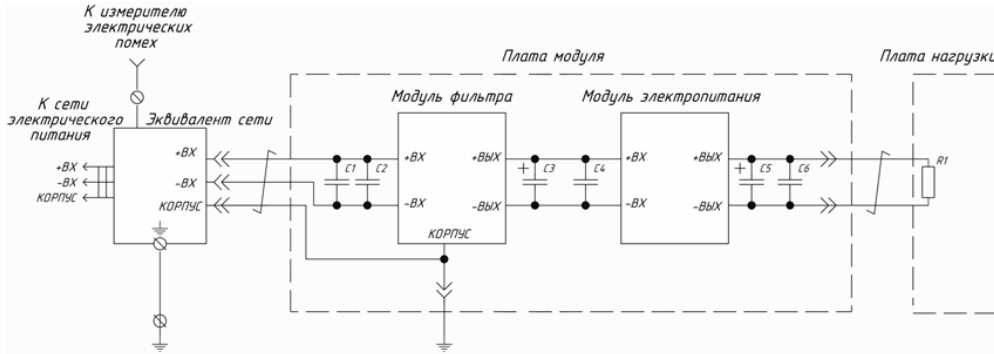 К измерителю
электрических
помех
Плата модуля
Плата нагрузки
К сети
электрического
питания
Эквивалент сети
Модуль фильтра
Модуль электропитания
+ВХ
-ВХ
КОРПУС
+ВХ
-ВХ
КОРПУС
C1
C2
+ВХ
-ВХ
+ВЫХ
-ВЫХ
КОРПУС
+
C3
C4
+ВХ
-ВХ
+ВЫХ
-ВЫХ
+
C5
C6
R1